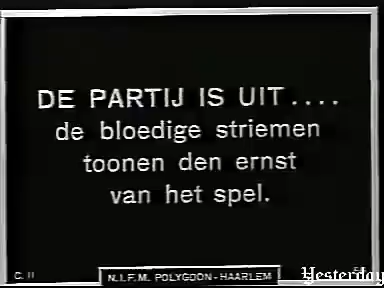 DE PARTIJ IS UIT....
de bloedige striemen
toonen den ernst
van het spel.
C. 11
N.I.F.M. POLYGOON-HAARLEM
Yesterday